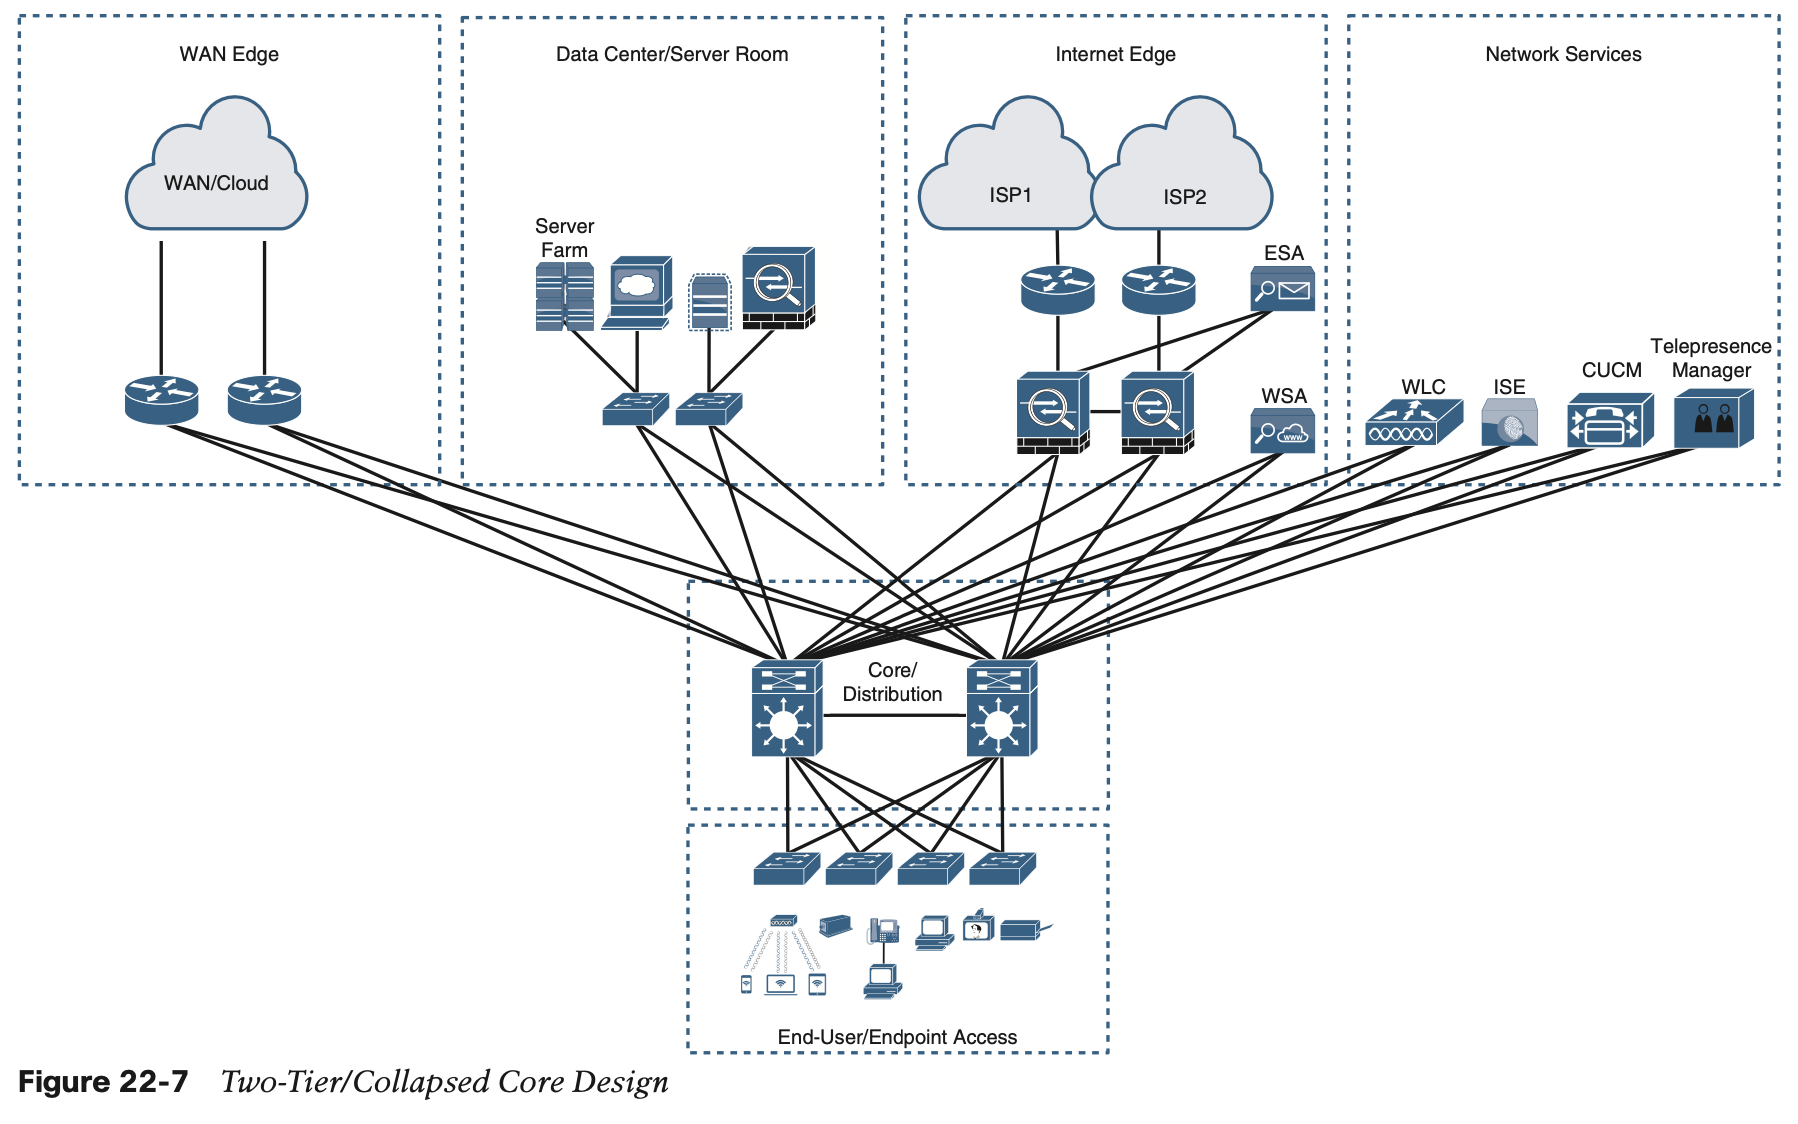 WAN Edge
Data Center/Server Room
Internet Edge
Network Services
WAN/Cloud
Server
Farm
ISP1
ISP2
ESA
WSA
www
WLC
ISE
CUCM
Telepresence
Manager
Core/
Distribution
End-User/Endpoint Access
Figure 22-7 Two-Tier/Collapsed Core Design